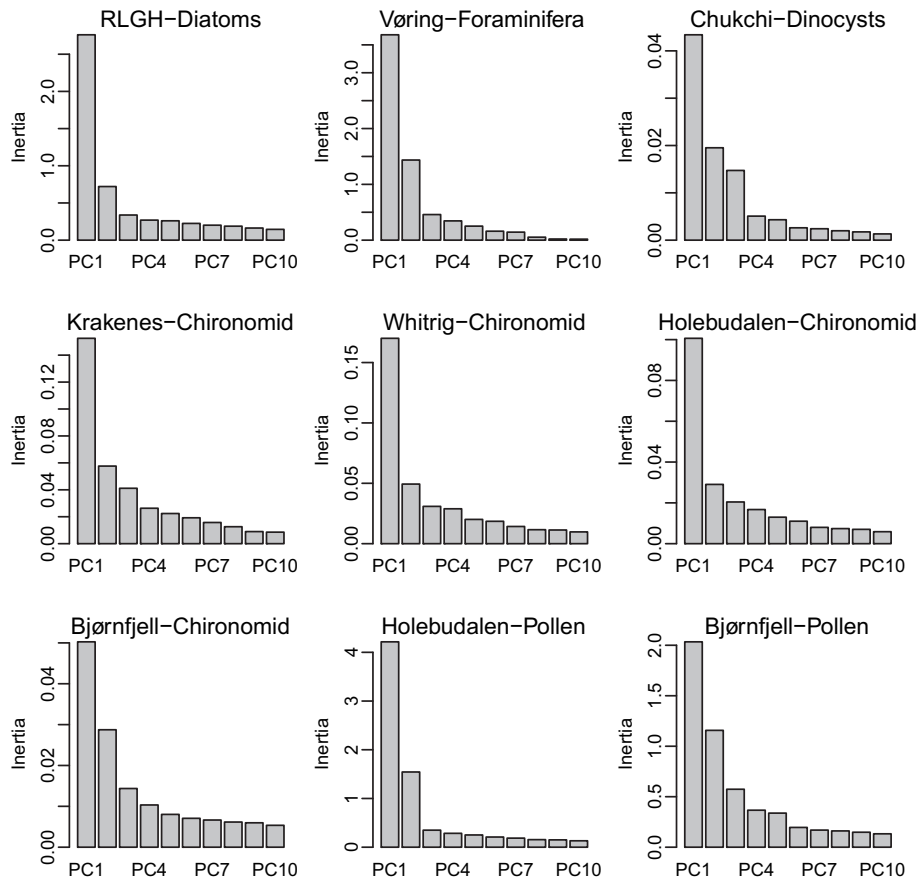 RLGH−Diatoms
Vøring−Foraminifera
Chukchi−Dinocysts
Inertia
0.0
1.0
2.0
PC1
PC4
PC7
PC10
Inertia
0.0
1.0
2.0
3.0
PC1
PC4
PC7
PC10
Inertia
0.00
0.02
0.04
PC1
PC4
PC7
PC10
Krakenes−Chironomid
Whitrig−Chironomid
Holebudalen−Chironomid
Inertia
0.00
0.04
0.08
0.12
PC1
PC4
PC7
PC10
Inertia
0.00
0.05
0.10
0.15
PC1
PC4
PC7
PC10
Inertia
0.00
0.04
0.08
PC1
PC4
PC7
PC10
Bjørnfjell−Chironomid
Holebudalen−Pollen
Bjørnfjell−Pollen
Inertia
0.00
0.02
0.04
PC1
PC4
PC7
PC10
Inertia
0
1
2
3
4
PC1
PC4
PC7
PC10
Inertia
0.0
0.5
1.0
1.5
2.0
PC1
PC4
PC7
PC10